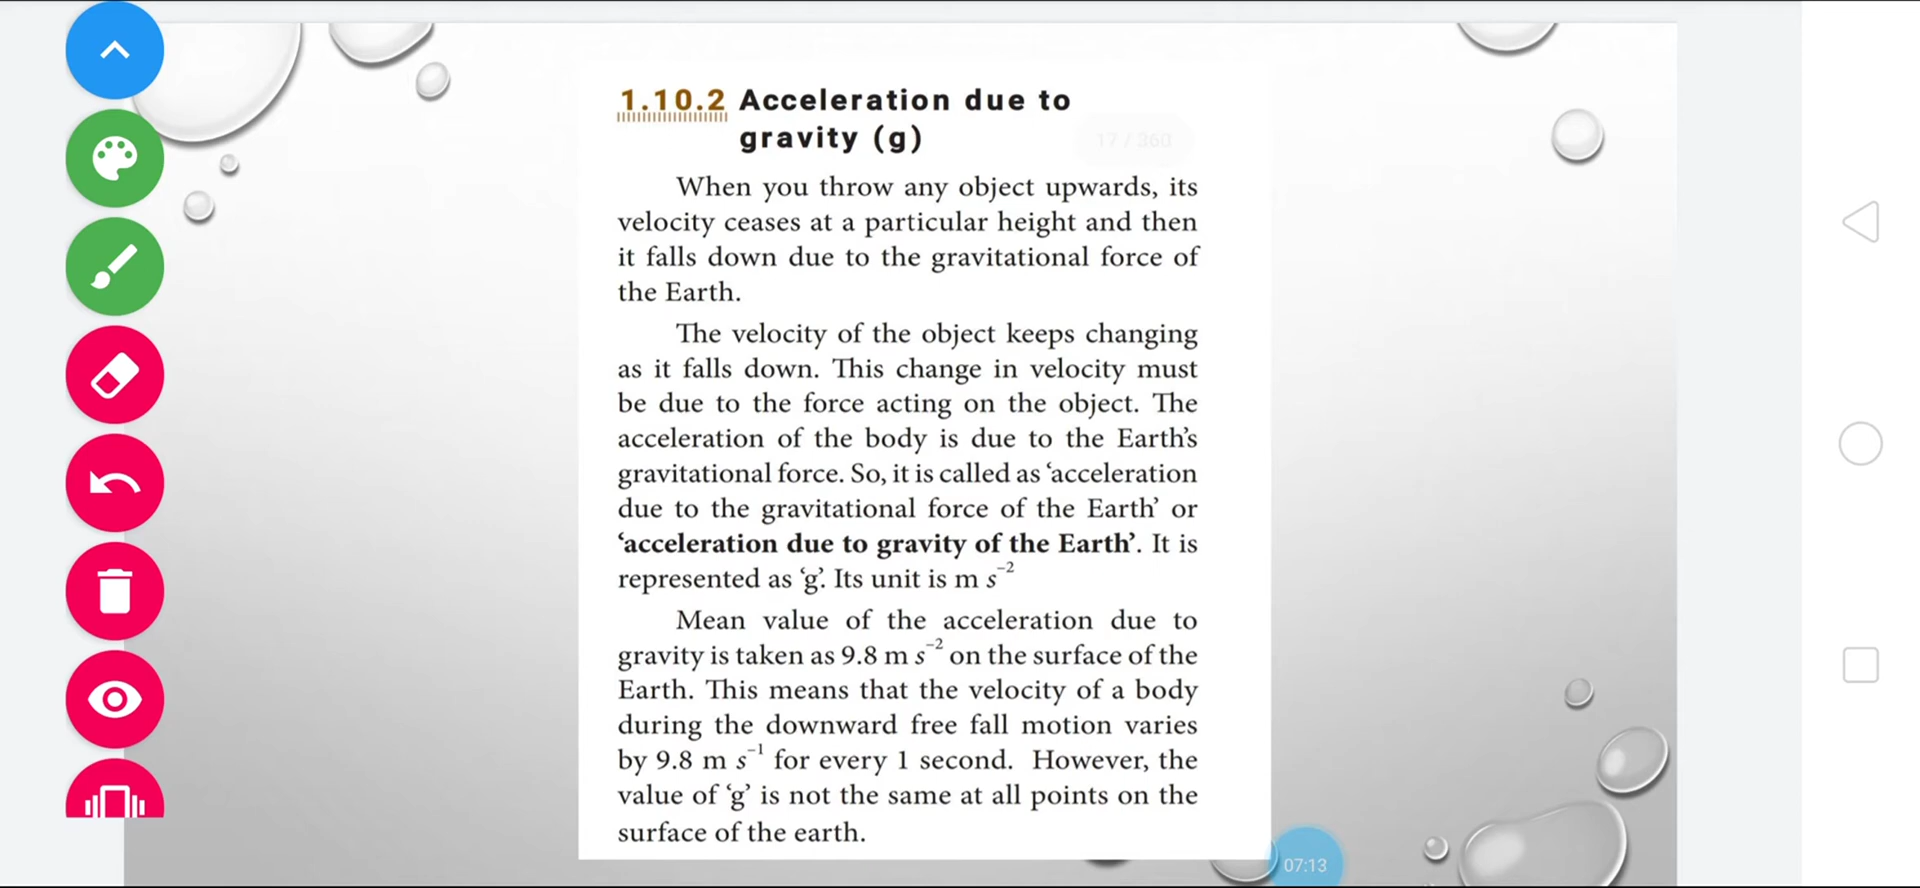 1.10.2 Acceleration due to
gravity (g)
17 / 360
When you throw any object upwards, its
velocity ceases at a particular height and then
it falls down due to the gravitational force of
the Earth.
The velocity of the object keeps changing
as it falls down. This change in velocity must
be due to the force acting on the object. The
acceleration of the body is due to the Earth’s
gravitational force. So, it is called as ‘acceleration
due to the gravitational force of the Earth’ or
‘acceleration due to gravity of the Earth’. It is
represented as ‘g’. Its unit is m s⁻²
Mean value of the acceleration due to
gravity is taken as 9.8 m s⁻² on the surface of the
Earth. This means that the velocity of a body
during the downward free fall motion varies
by 9.8 m s⁻¹ for every 1 second. However, the
value of ‘g’ is not the same at all points on the
surface of the earth.
07:13